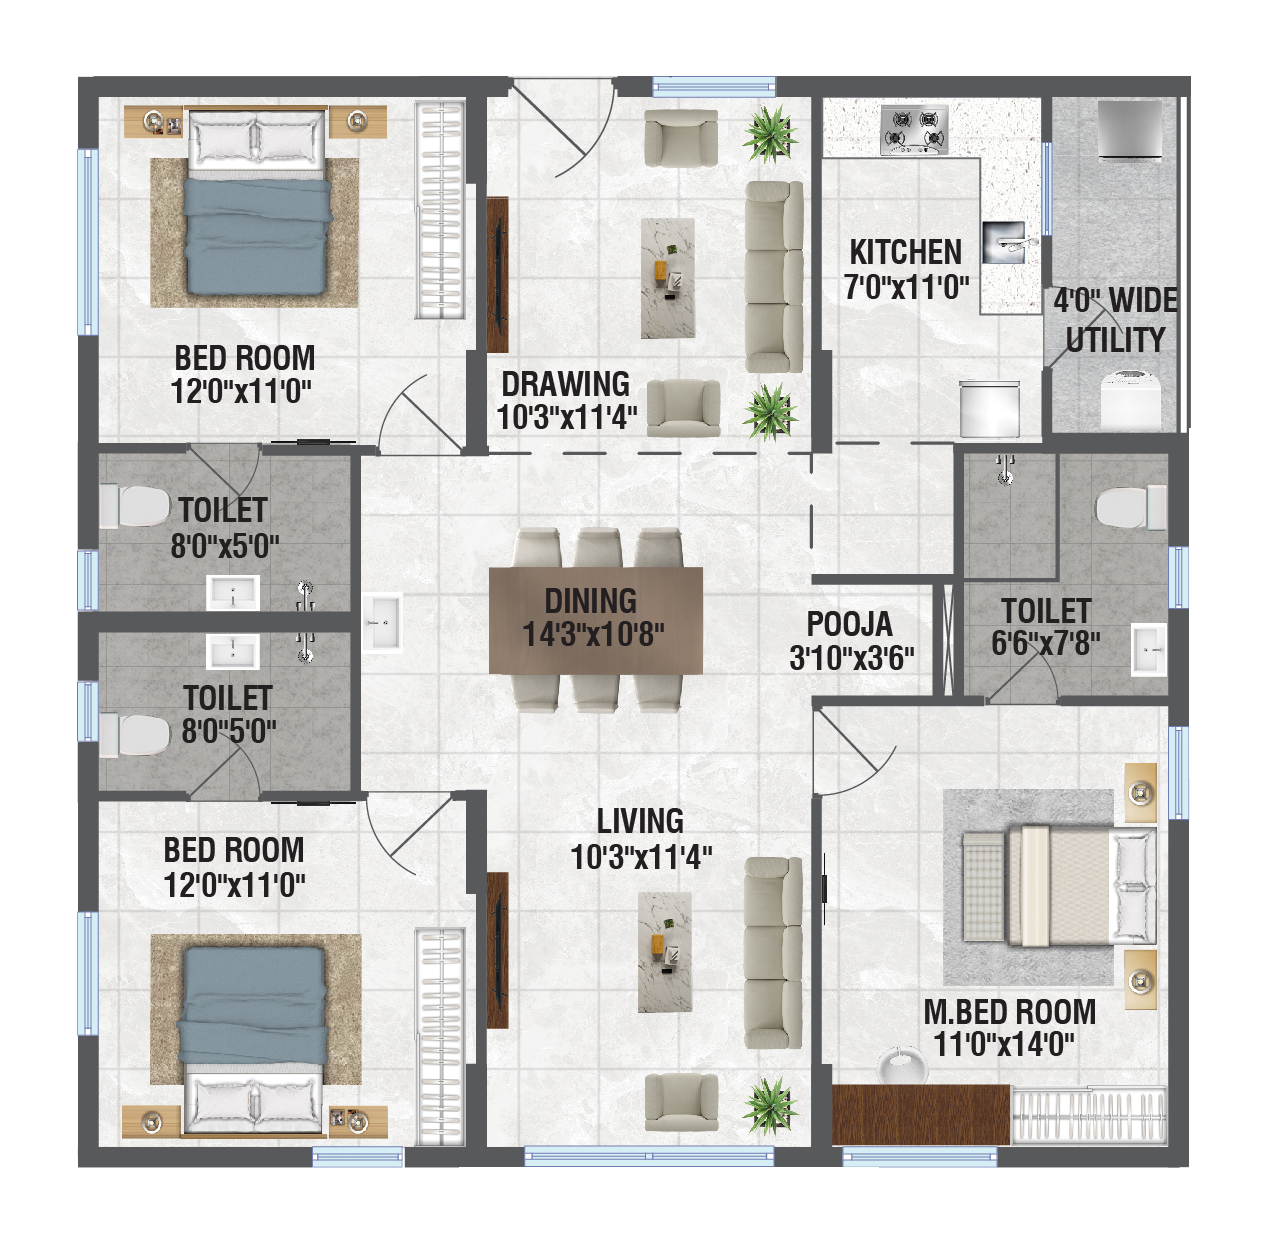 BED ROOM
12'0"x11'0"
DRAWING
10'3"x11'4"
KITCHEN
7'0"x11'0"
4'0" WIDE
UTILITY
TOILET
8'0"x5'0"
DINING
14'3"x10'8"
POOJA
3'10"x3'6"
TOILET
6'6"x7'8"
TOILET
8'0"5'0"
BED ROOM
12'0"x11'0"
LIVING
10'3"x11'4"
M.BED ROOM
11'0"x14'0"